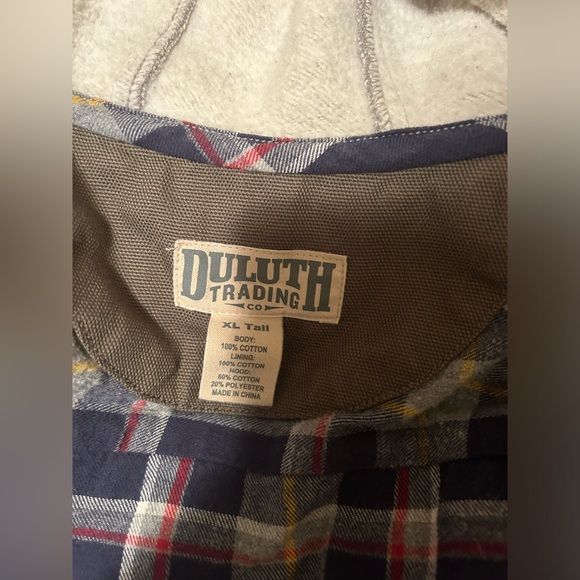 DULUTH
TRADING
CO
XL Tall
BODY:
100% COTTON
LINING:
100% COTTON
HOOD:
80% COTTON
20% POLYESTER
MADE IN CHINA